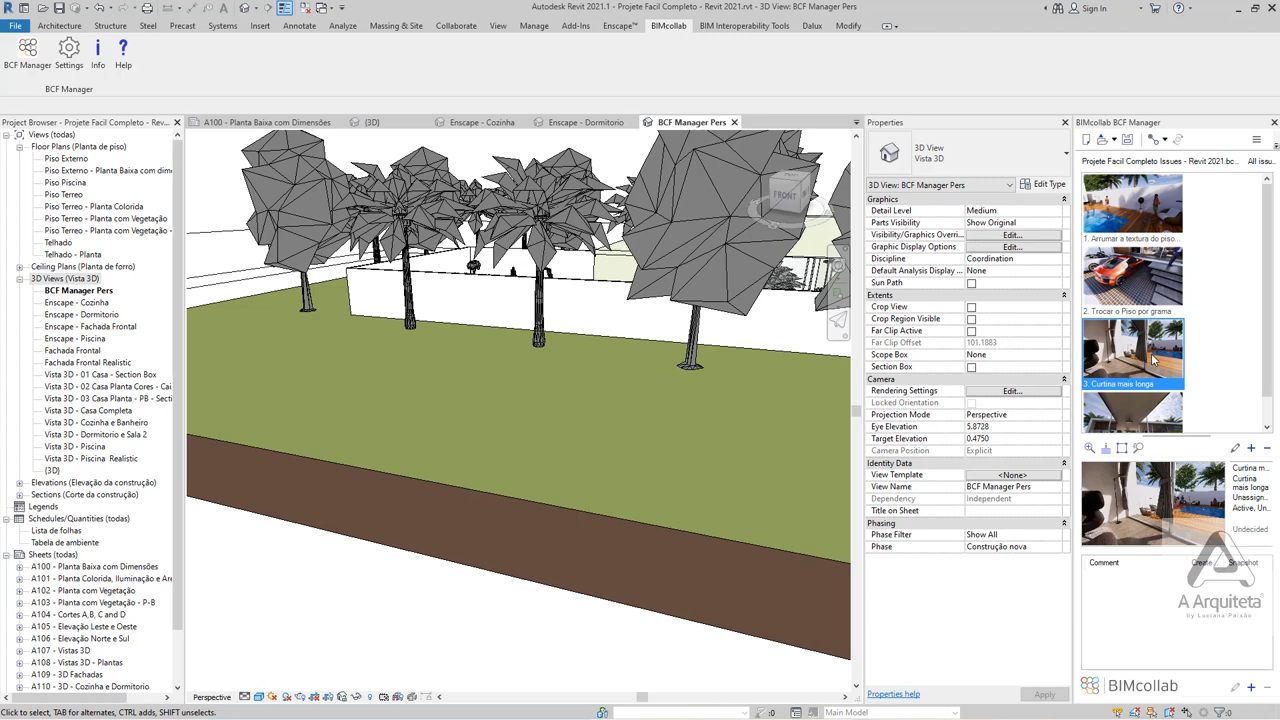 Autodesk Revit 2021.1 - Projete Facil Completo - Revit 2021.rvt - 3D View: BCF Manager Pers
Sign In
File Architecture Structure Steel Precast Systems Insert Annotate Analyze Massing & Site Collaborate View Manage Add-Ins Enscape™ BIMcollab BIM Interoperability Tools Dalux Modify
BCF Manager Settings Info Help
BCF Manager
Project Browser - Projete Facil Completo - Rev...
A100 - Planta Baixa com Dimensões {3D} Enscape - Cozinha Enscape - Dormitorio BCF Manager Pers
Views (todas)
Floor Plans (Planta de piso)
Piso Externo
Piso Externo - Planta Baixa com dime
Piso Piscina
Piso Terreo
Piso Terreo - Planta Colorida
Piso Terreo - Planta com Vegetação
Piso Terreo - Planta com Vegetação -
Telhado
Telhado - Planta
Ceiling Plans (Planta de forro)
3D Views (Vista 3D)
BCF Manager Pers
Enscape - Cozinha
Enscape - Dormitorio
Enscape - Fachada Frontal
Enscape - Piscina
Fachada Frontal
Fachada Frontal Realistic
Vista 3D - 01 Casa - Section Box
Vista 3D - 02 Casa Planta Cores - Cai
Vista 3D - 03 Casa Planta - PB - Secti
Vista 3D - Casa Completa
Vista 3D - Cozinha e Banheiro
Vista 3D - Dormitorio e Sala 2
Vista 3D - Piscina
Vista 3D - Piscina Realistic
{3D}
Elevations (Elevação da construção)
Sections (Corte da construção)
Legends
Schedules/Quantities (todas)
Lista de folhas
Tabela de ambiente
Sheets (todas)
A100 - Planta Baixa com Dimensões
A101 - Planta Colorida, Iluminação e Are
A102 - Planta com Vegetação
A103 - Planta com Vegetação - P-B
A104 - Cortes A,B, C and D
A105 - Elevação Leste e Oeste
A106 - Elevação Norte e Sul
A107 - Vistas 3D
A108 - Vistas 3D - Plantas
A109 - 3D Fachadas
A110 - 3D - Cozinha e Dormitorio
FRONT
Perspective
Properties
3D View
Vista 3D
3D View: BCF Manager Pers Edit Type
Graphics
Detail Level Medium
Parts Visibility Show Original
Visibility/Graphics Overri... Edit...
Graphic Display Options Edit...
Discipline Coordination
Default Analysis Display ... None
Sun Path
Extents
Crop View
Crop Region Visible
Far Clip Active
Far Clip Offset 101.1883
Scope Box None
Section Box
Camera
Rendering Settings Edit...
Locked Orientation
Projection Mode Perspective
Eye Elevation 5.8728
Target Elevation 0.4750
Camera Position Explicit
Identity Data
View Template <None>
View Name BCF Manager Pers
Dependency Independent
Title on Sheet
Phasing
Phase Filter Show All
Phase Construção nova
Properties help Apply
BIMcollab BCF Manager
Projete Facil Completo Issues - Revit 2021.bc... All issu...
1. Arrumar a textura do piso...
2. Trocar o Piso por grama
3. Curtina mais longa
Curtina m...
Curtina
mais
longa
Unassign...
Active, Un...
Undecided
Comment Create... Snapshot
A Arquiteta
by Luciana Paixão
BIMcollab
Click to select, TAB for alternates, CTRL adds, SHIFT unselects.
:0 Main Model :0